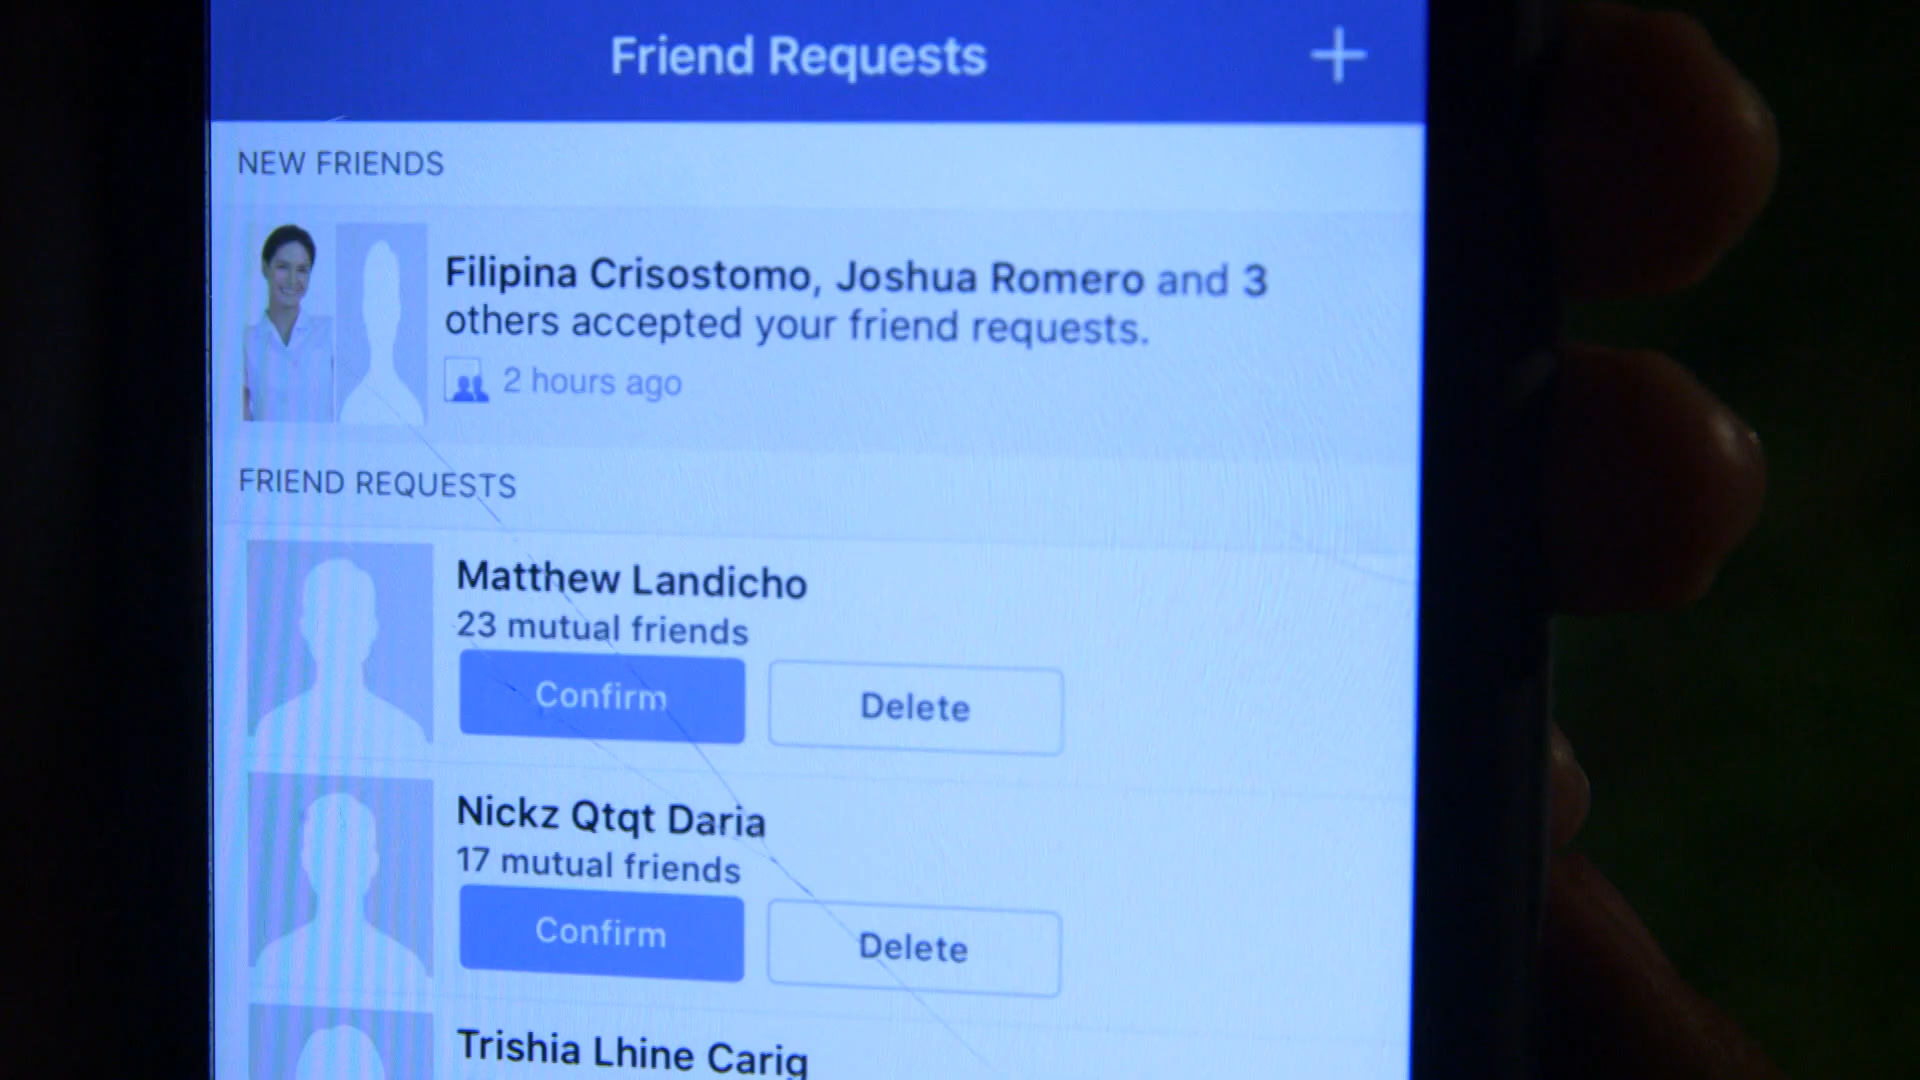 Friend Requests
NEW FRIENDS
Filipina Crisostomo, Joshua Romero and 3
others accepted your friend requests.
2 hours ago
FRIEND REQUESTS
Matthew Landicho
23 mutual friends
Confirm Delete
Nickz Qtqt Daria
17 mutual friends
Confirm Delete
Trishia Lhine Carig